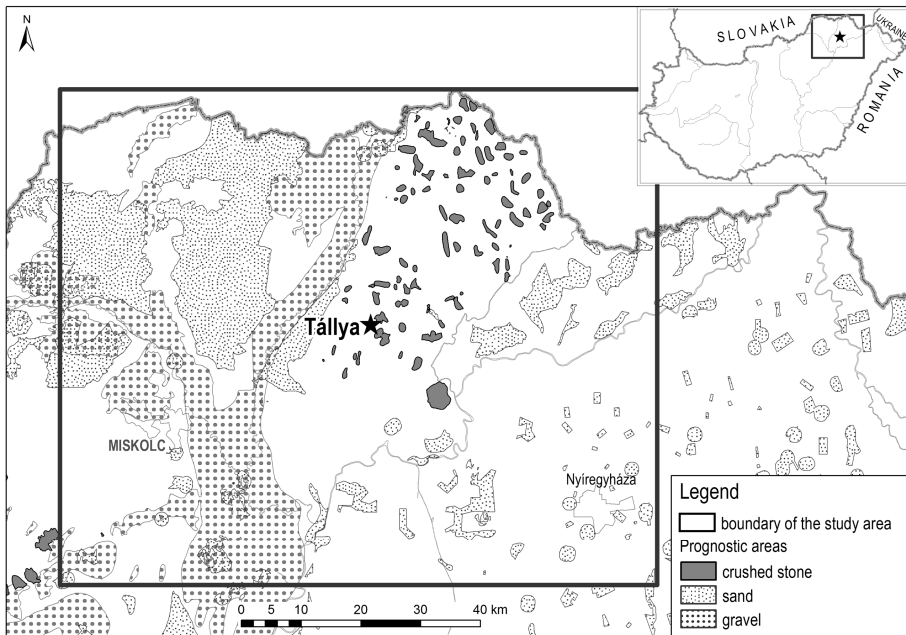 N
SLOVAKIA
UKRAINE
ROMANIA
Tállya
MISKOLC
Nyíregyháza
Legend
boundary of the study area
Prognostic areas
crushed stone
sand
gravel
0 5 10 20 30 40 km